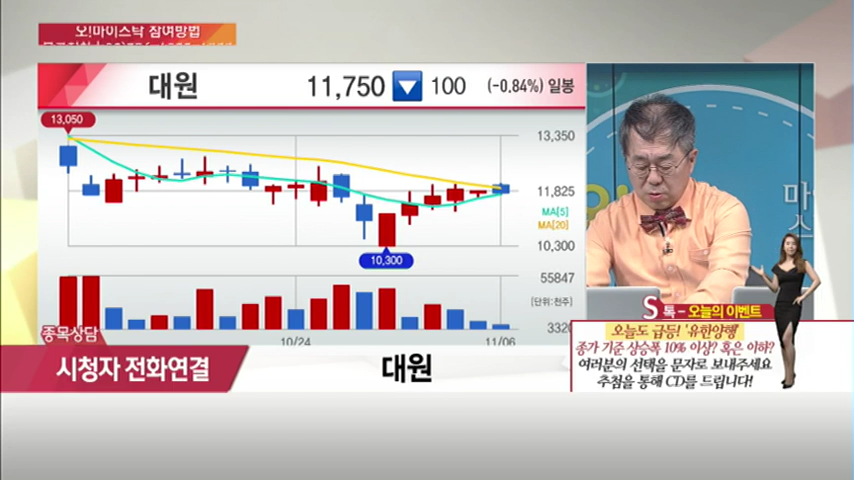 오!마이스탁 참여방법
대원 11,750 ▼ 100 (-0.84%) 일봉
13,050
13,350
11,825
MA[5]
MA[20]
10,300
10,300
55847
[단위:천주]
3320
10/24
11/06
마이
스
종목상담
시청자 전화연결
대원
S톡-오늘의 이벤트
오늘도 급등! '유한양행'
종가 기준 상승폭 10% 이상? 혹은 이하?
여러분의 선택을 문자로 보내주세요
추첨을 통해 CD를 드립니다!